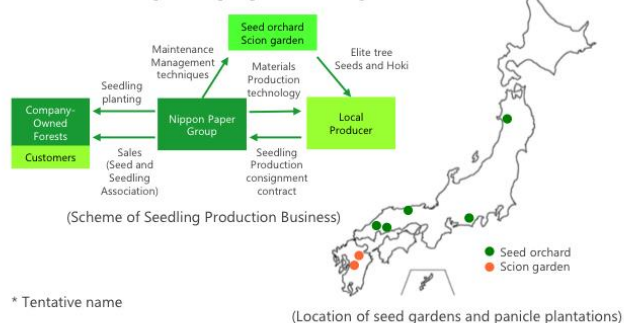 Seed orchard
Scion garden
Maintenance
Management
techniques
Materials
Production
technology
Elite tree
Seeds and Hoki
Seedling
planting
Company-
Owned
Forests
Customers
Nippon Paper
Group
Local
Producer
Sales
(Seed and
Seedling
Association)
Seedling
Production
consignment
contract
(Scheme of Seedling Production Business)
Seed orchard
Scion garden
* Tentative name
(Location of seed gardens and panicle plantations)